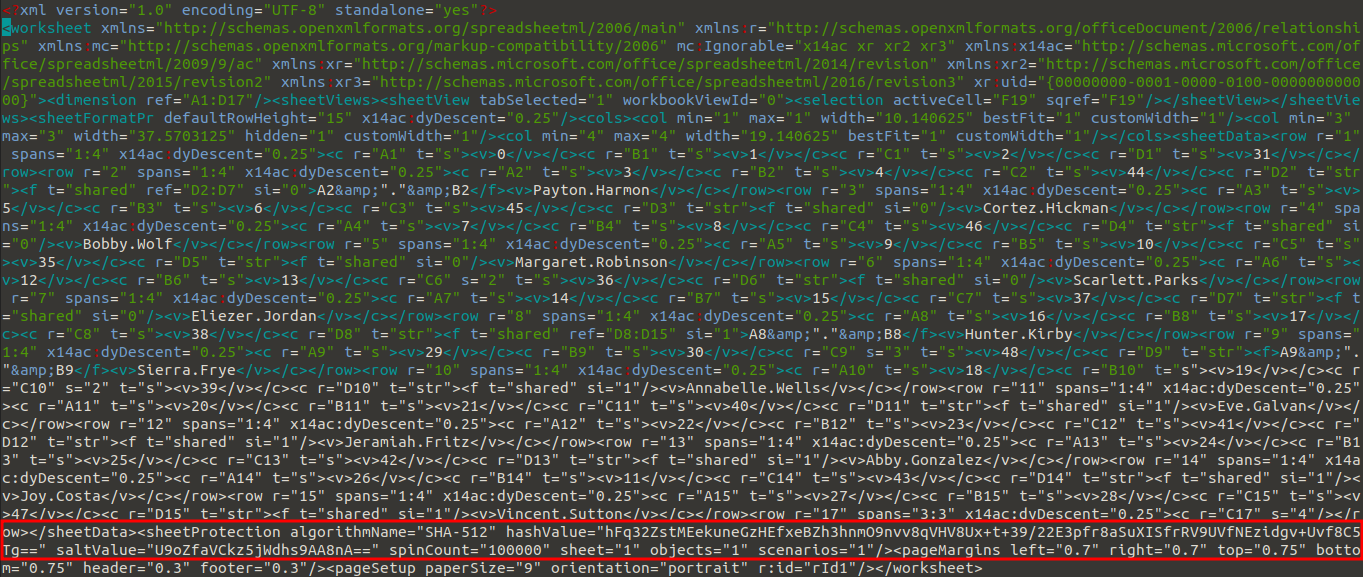 <?xml version="1.0" encoding="UTF-8" standalone="yes"?>
<worksheet xmlns="http://schemas.openxmlformats.org/spreadsheetml/2006/main" xmlns:r="http://schemas.openxmlformats.org/officeDocument/2006/relationshi
ps" xmlns:mc="http://schemas.openxmlformats.org/markup-compatibility/2006" mc:Ignorable="x14ac xr xr2 xr3" xmlns:x14ac="http://schemas.microsoft.com/of
fice/spreadsheetml/2009/9/ac" xmlns:xr="http://schemas.microsoft.com/office/spreadsheetml/2014/revision" xmlns:xr2="http://schemas.microsoft.com/office
/spreadsheetml/2015/revision2" xmlns:xr3="http://schemas.microsoft.com/office/spreadsheetml/2016/revision3" xr:uid="{00000000-0001-0000-0100-0000000000
00}"><dimension ref="A1:D17"/><sheetViews><sheetView tabSelected="1" workbookViewId="0"><selection activeCell="F19" sqref="F19"/></sheetView></sheetVie
ws><sheetFormatPr defaultRowHeight="15" x14ac:dyDescent="0.25"/><cols><col min="1" max="1" width="10.140625" bestFit="1" customWidth="1"/><col min="3"
max="3" width="37.5703125" hidden="1" customWidth="1"/><col min="4" max="4" width="19.140625" bestFit="1" customWidth="1"/></cols><sheetData><row r="1"
spans="1:4" x14ac:dyDescent="0.25"><c r="A1" t="s"><v>0</v></c><c r="B1" t="s"><v>1</v></c><c r="C1" t="s"><v>2</v></c><c r="D1" t="s"><v>31</v></c></
row><row r="2" spans="1:4" x14ac:dyDescent="0.25"><c r="A2" t="s"><v>3</v></c><c r="B2" t="s"><v>4</v></c><c r="C2" t="s"><v>44</v></c><c r="D2" t="str
"><f t="shared" ref="D2:D7" si="0">A2&amp;"."&amp;B2</f><v>Payton.Harmon</v></c></row><row r="3" spans="1:4" x14ac:dyDescent="0.25"><c r="A3" t="s"><v>
5</v></c><c r="B3" t="s"><v>6</v></c><c r="C3" t="s"><v>45</v></c><c r="D3" t="str"><f t="shared" si="0"/><v>Cortez.Hickman</v></c></row><row r="4" spa
ns="1:4" x14ac:dyDescent="0.25"><c r="A4" t="s"><v>7</v></c><c r="B4" t="s"><v>8</v></c><c r="C4" t="s"><v>46</v></c><c r="D4" t="str"><f t="shared" si
="0"/><v>Bobby.Wolf</v></c></row><row r="5" spans="1:4" x14ac:dyDescent="0.25"><c r="A5" t="s"><v>9</v></c><c r="B5" t="s"><v>10</v></c><c r="C5" t="s"
><v>35</v></c><c r="D5" t="str"><f t="shared" si="0"/><v>Margaret.Robinson</v></c></row><row r="6" spans="1:4" x14ac:dyDescent="0.25"><c r="A6" t="s"><
v>12</v></c><c r="B6" t="s"><v>13</v></c><c r="C6" s="2" t="s"><v>36</v></c><c r="D6" t="str"><f t="shared" si="0"/><v>Scarlett.Parks</v></c></row><row
r="7" spans="1:4" x14ac:dyDescent="0.25"><c r="A7" t="s"><v>14</v></c><c r="B7" t="s"><v>15</v></c><c r="C7" t="s"><v>37</v></c><c r="D7" t="str"><f t
="shared" si="0"/><v>Eliezer.Jordan</v></c></row><row r="8" spans="1:4" x14ac:dyDescent="0.25"><c r="A8" t="s"><v>16</v></c><c r="B8" t="s"><v>17</v></
c><c r="C8" t="s"><v>38</v></c><c r="D8" t="str"><f t="shared" ref="D8:D15" si="1">A8&amp;"."&amp;B8</f><v>Hunter.Kirby</v></c></row><row r="9" spans="
1:4" x14ac:dyDescent="0.25"><c r="A9" t="s"><v>29</v></c><c r="B9" t="s"><v>30</v></c><c r="C9" s="3" t="s"><v>48</v></c><c r="D9" t="str"><f>A9&amp;".
"&amp;B9</f><v>Sierra.Frye</v></c></row><row r="10" spans="1:4" x14ac:dyDescent="0.25"><c r="A10" t="s"><v>18</v></c><c r="B10" t="s"><v>19</v></c><c r
="C10" s="2" t="s"><v>39</v></c><c r="D10" t="str"><f t="shared" si="1"/><v>Annabelle.Wells</v></c></row><row r="11" spans="1:4" x14ac:dyDescent="0.25"
><c r="A11" t="s"><v>20</v></c><c r="B11" t="s"><v>21</v></c><c r="C11" t="s"><v>40</v></c><c r="D11" t="str"><f t="shared" si="1"/><v>Eve.Galvan</v></
c></row><row r="12" spans="1:4" x14ac:dyDescent="0.25"><c r="A12" t="s"><v>22</v></c><c r="B12" t="s"><v>23</v></c><c r="C12" t="s"><v>41</v></c><c r="
D12" t="str"><f t="shared" si="1"/><v>Jeramiah.Fritz</v></c></row><row r="13" spans="1:4" x14ac:dyDescent="0.25"><c r="A13" t="s"><v>24</v></c><c r="B1
3" t="s"><v>25</v></c><c r="C13" t="s"><v>42</v></c><c r="D13" t="str"><f t="shared" si="1"/><v>Abby.Gonzalez</v></c></row><row r="14" spans="1:4" x14a
c:dyDescent="0.25"><c r="A14" t="s"><v>26</v></c><c r="B14" t="s"><v>11</v></c><c r="C14" t="s"><v>43</v></c><c r="D14" t="str"><f t="shared" si="1"/><
v>Joy.Costa</v></c></row><row r="15" spans="1:4" x14ac:dyDescent="0.25"><c r="A15" t="s"><v>27</v></c><c r="B15" t="s"><v>28</v></c><c r="C15" t="s"><v
>47</v></c><c r="D15" t="str"><f t="shared" si="1"/><v>Vincent.Sutton</v></c></row><row r="17" spans="3:3" x14ac:dyDescent="0.25"><c r="C17" s="4"/></r
ow></sheetData><sheetProtection algorithmName="SHA-512" hashValue="hFq32ZstMEekuneGzHEfxeBZh3hnmO9nvv8qVHV8Ux+t+39/22E3pfr8aSuXISfrRV9UVfNEzidgv+Uvf8C5
Tg==" saltValue="U9oZfaVCkz5jWdhs9AA8nA==" spinCount="100000" sheet="1" objects="1" scenarios="1"/><pageMargins left="0.7" right="0.7" top="0.75" botto
m="0.75" header="0.3" footer="0.3"/><pageSetup paperSize="9" orientation="portrait" r:id="rId1"/></worksheet>